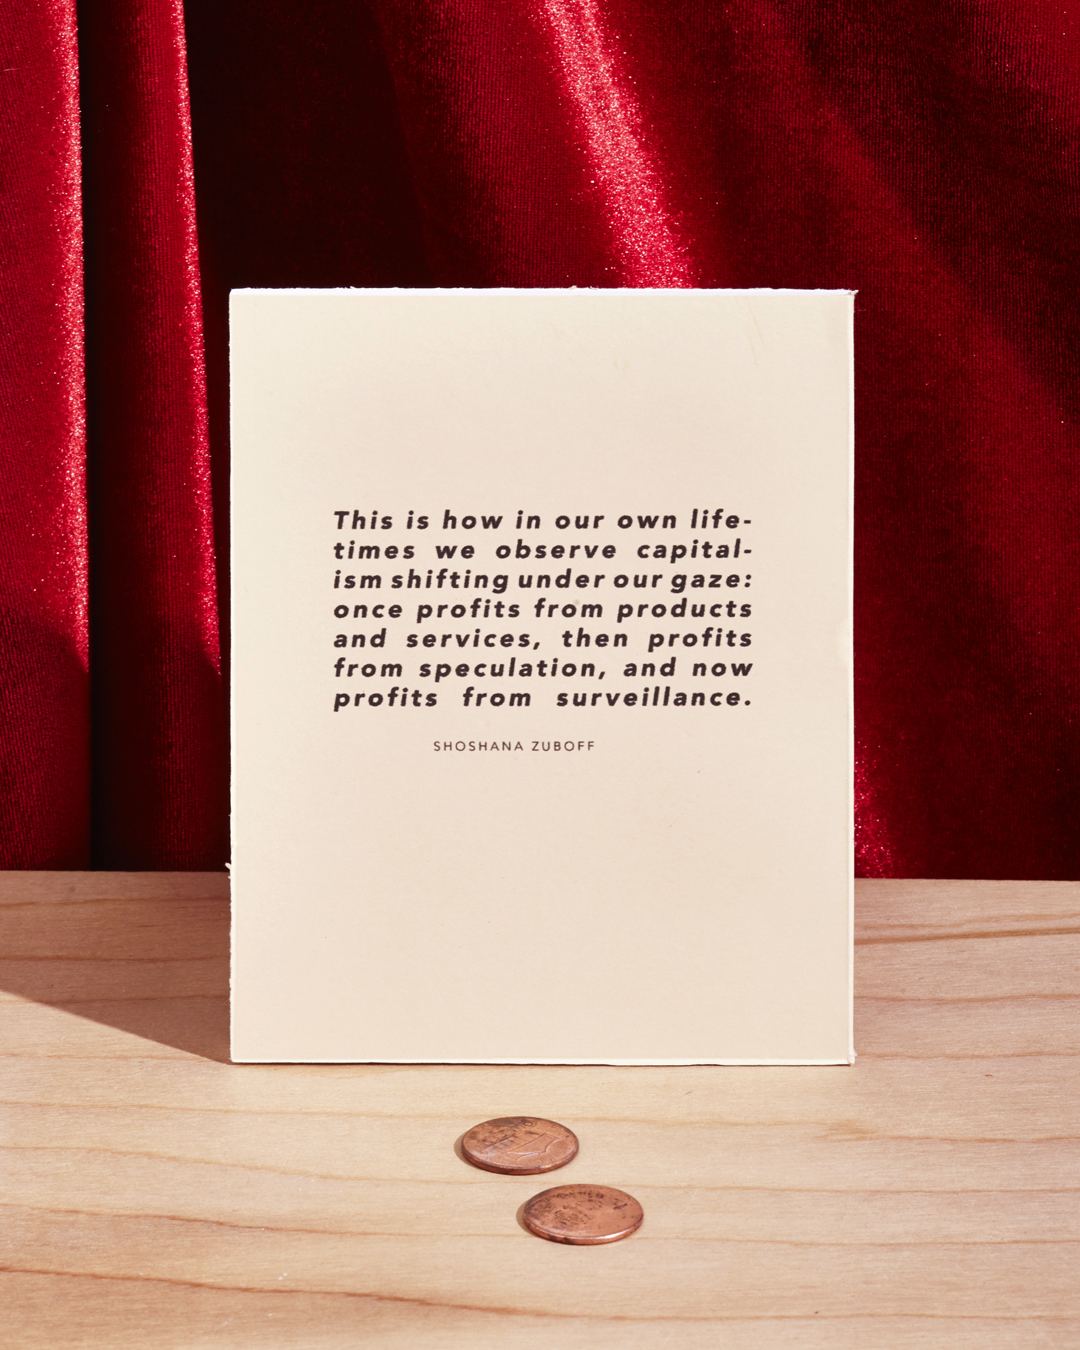 This is how in our own life-
times we observe capital-
ism shifting under our gaze:
once profits from products
and services, then profits
from speculation, and now
profits from surveillance.
SHOSHANA ZUBOFF